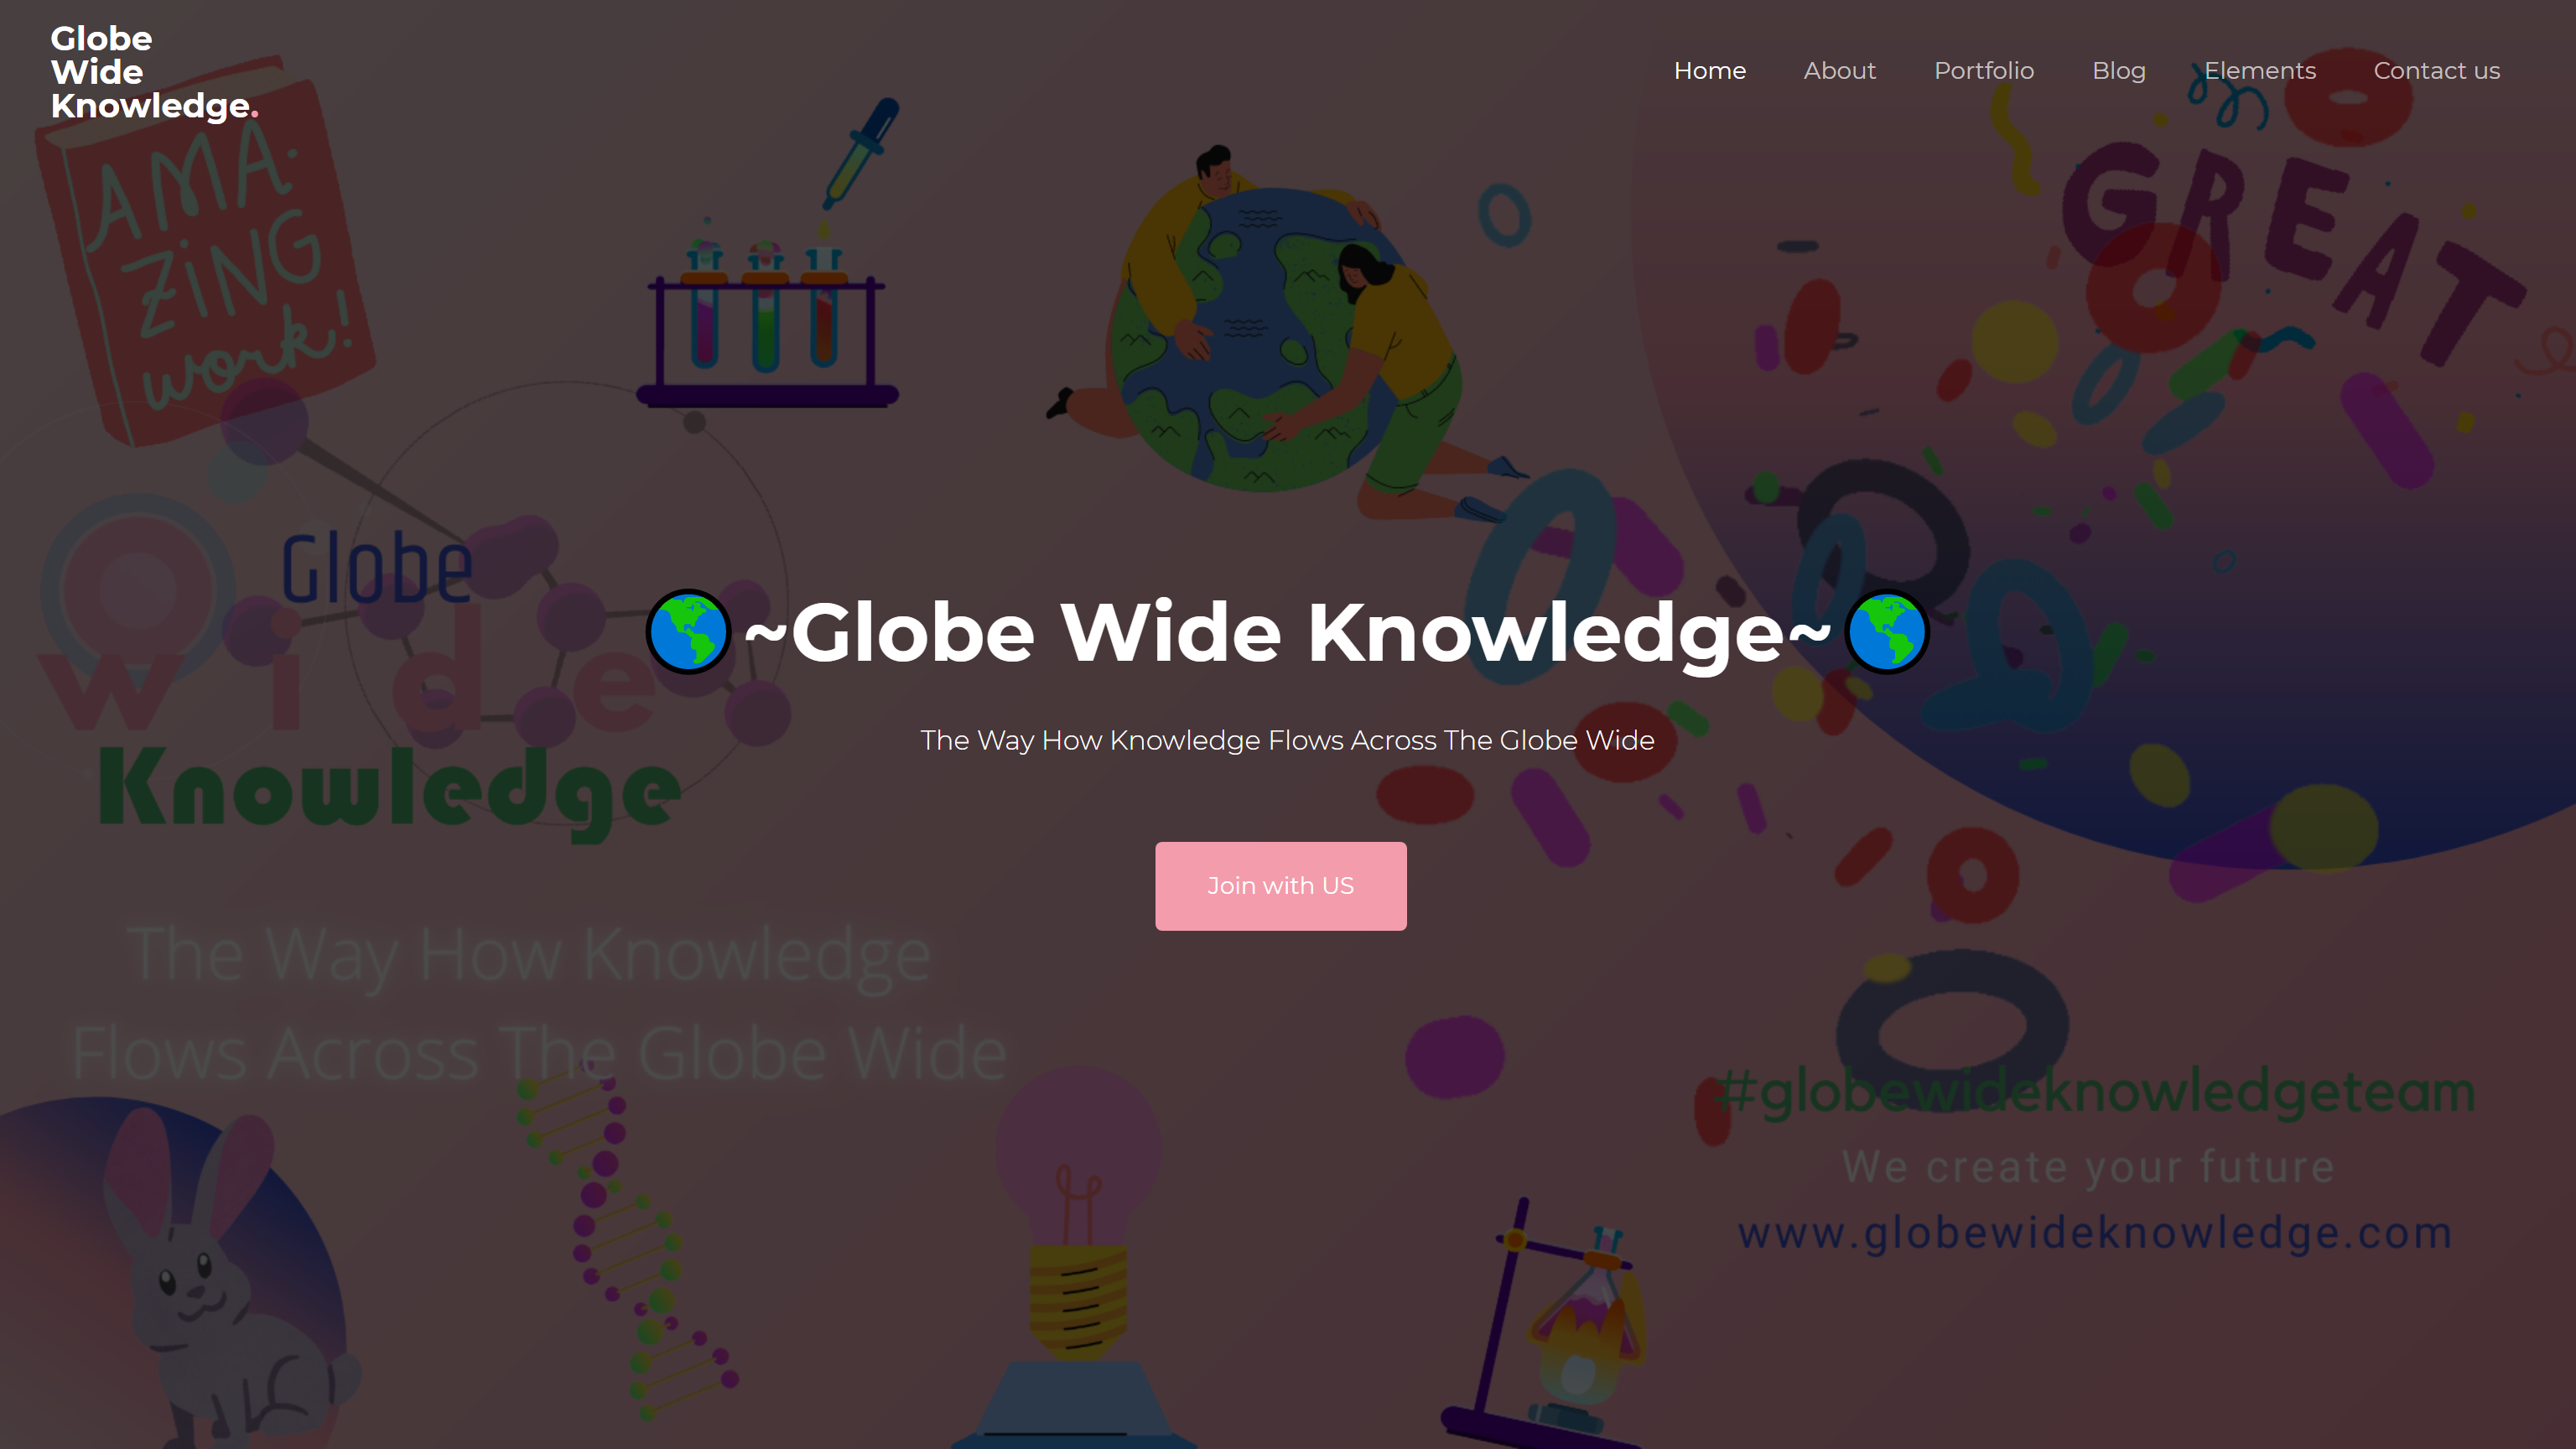 Globe
Wide
Knowledge.
Home About Portfolio Blog Elements Contact us
AMA-
ZiNG
work!
GREAT
Globe
wide
Knowledge
~Globe Wide Knowledge~
The Way How Knowledge Flows Across The Globe Wide
Join with US
The Way How Knowledge
Flows Across The Globe Wide
#globewideknowledgeteam
We create your future
www.globewideknowledge.com